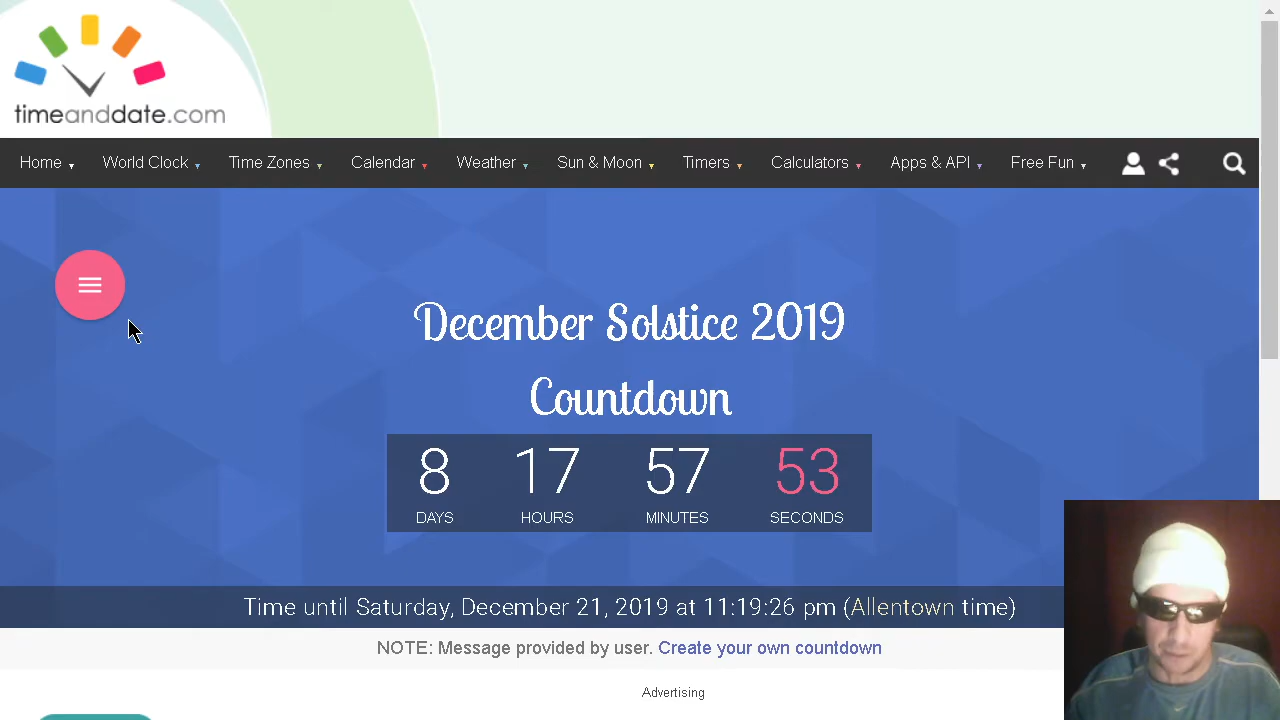 timeanddate.com
Home World Clock Time Zones Calendar Weather Sun & Moon Timers Calculators Apps & API Free Fun
December Solstice 2019
Countdown
8 17 57 53
DAYS HOURS MINUTES SECONDS
Time until Saturday, December 21, 2019 at 11:19:26 pm (Allentown time)
NOTE: Message provided by user. Create your own countdown
Advertising